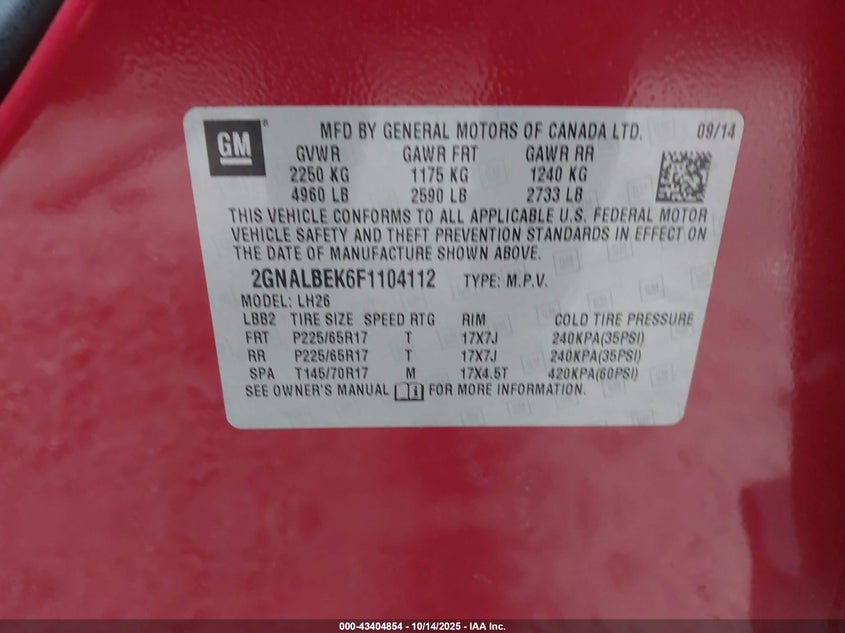 GM ® MFD BY GENERAL MOTORS OF CANADA LTD. 09/14
GVWR GAWR FRT GAWR RR
2250 KG 1175 KG 1240 KG
4960 LB 2590 LB 2733 LB
THIS VEHICLE CONFORMS TO ALL APPLICABLE U.S. FEDERAL MOTOR
VEHICLE SAFETY AND THEFT PREVENTION STANDARDS IN EFFECT ON
THE DATE OF MANUFACTURE SHOWN ABOVE.
2GNALBEK6F1104112 TYPE: M.P.V.
MODEL: LH26
LBB2 TIRE SIZE SPEED RTG RIM COLD TIRE PRESSURE
FRT P225/65R17 T 17X7J 240KPA(35PSI)
RR P225/65R17 T 17X7J 240KPA(35PSI)
SPA T145/70R17 M 17X4.5T 420KPA(60PSI)
SEE OWNER'S MANUAL FOR MORE INFORMATION.
000-43404854 - 10/14/2025 - IAA Inc.